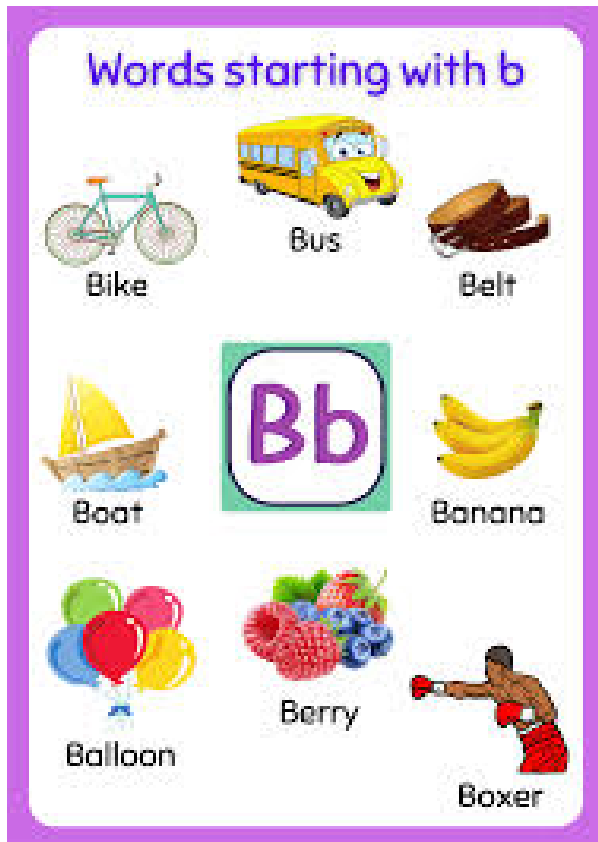 Words starting with b
Bus
Bike
Belt
Bb
Boat
Banana
Berry
Balloon
Boxer